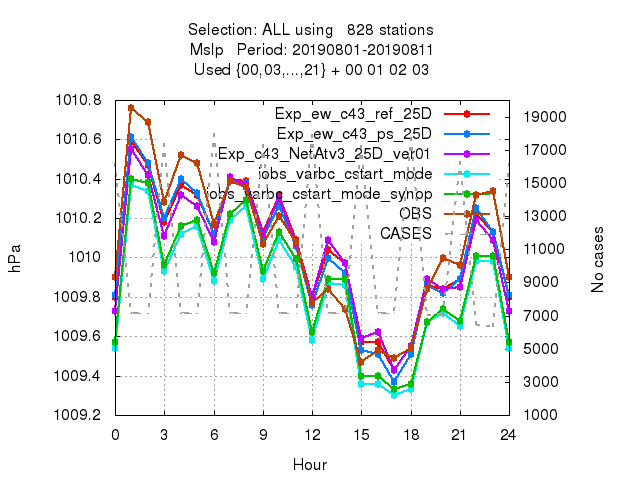 Selection: ALL using   828 stations
Mslp   Period: 20190801-20190811
Used {00,03,...,21} + 00 01 02 03
1010.8
1010.6
1010.4
1010.2
1010
1009.8
1009.6
1009.4
1009.2
hPa
Exp_ew_c43_ref_25D
Exp_ew_c43_ps_25D
Exp_c43_NetAtv3_25D_ver01
iobs_varbc_cstart_mode
iobs_varbc_cstart_mode_synop
OBS
CASES
19000
17000
15000
13000
11000
9000
7000
5000
3000
1000
No cases
0 3 6 9 12 15 18 21 24
Hour